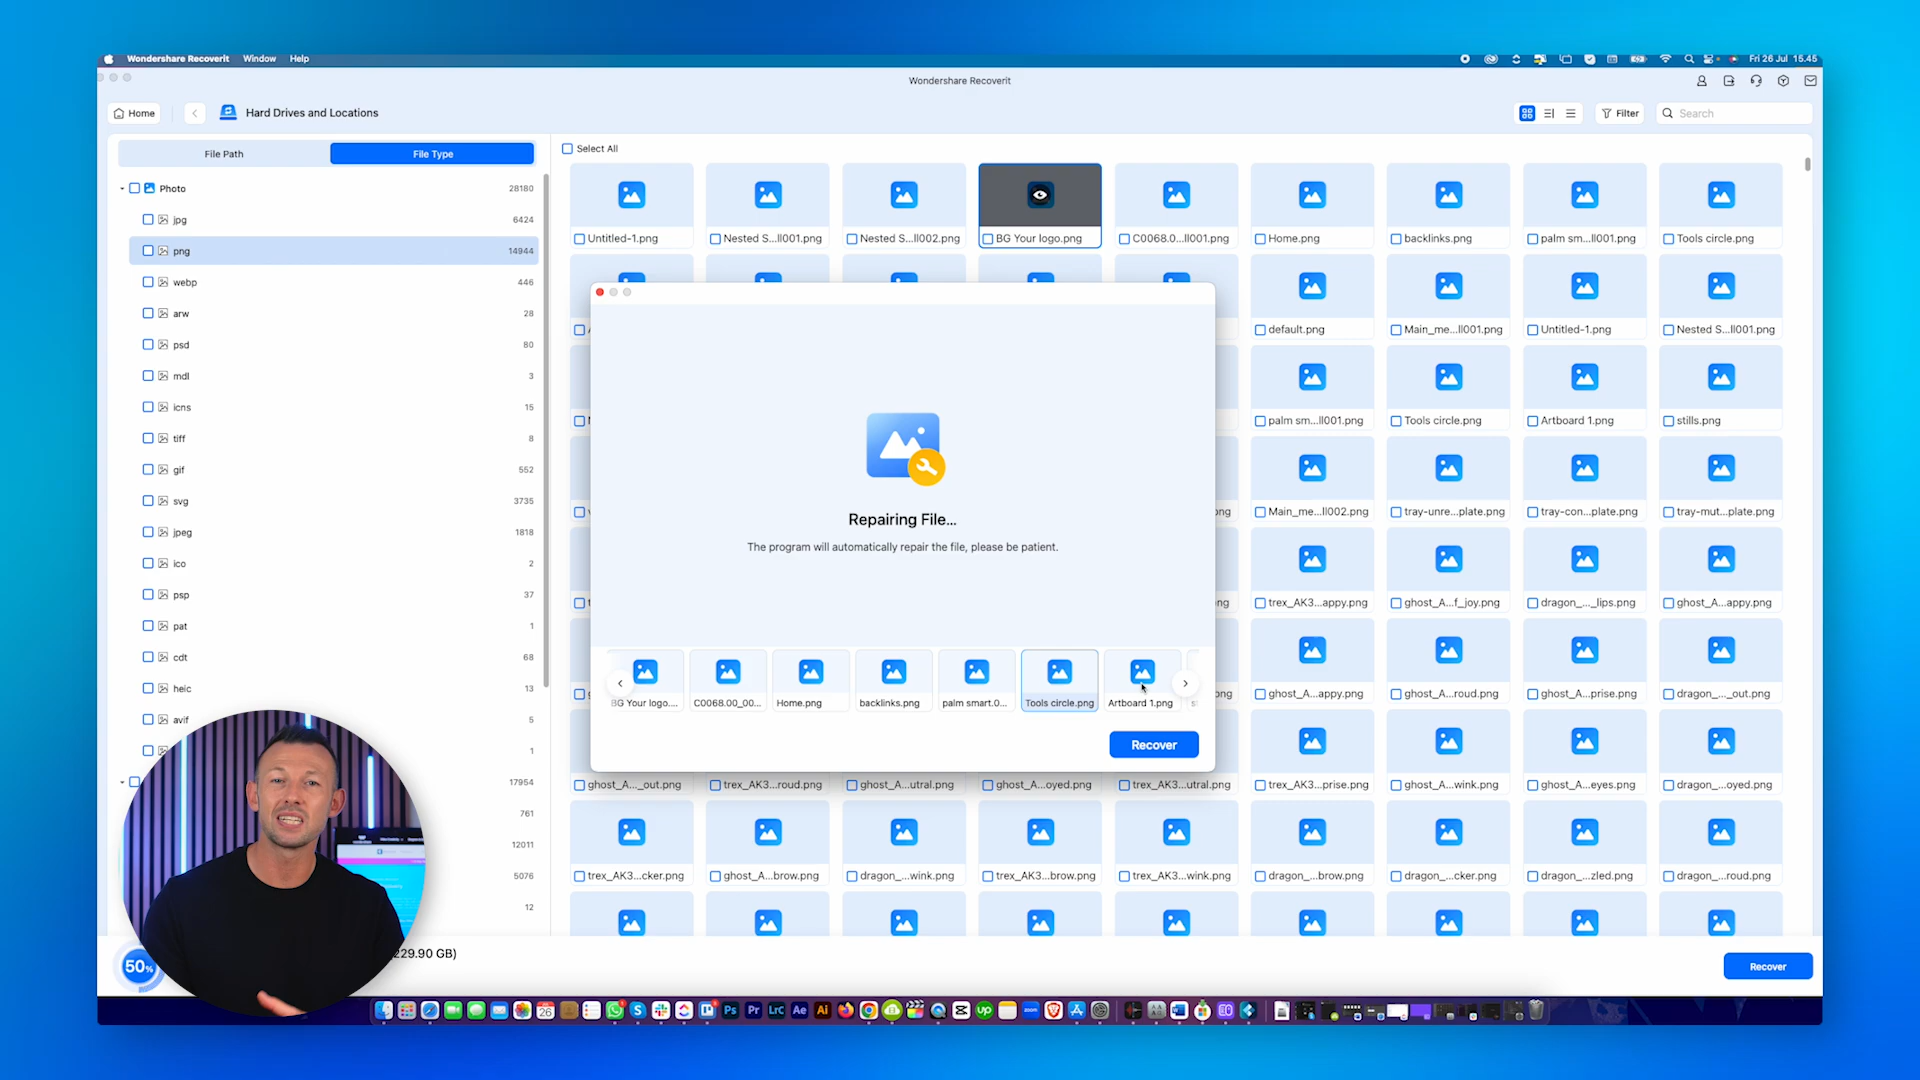 Wondershare Recoverit Window Help
Fri 26 Jul 15.45
Wondershare Recoverit
Home
Hard Drives and Locations
Filter
Search
File Path
File Type
Select All
Photo 28180
jpg 6424
png 14944
webp 446
arw 28
psd 80
mdl 3
icns 15
tiff 8
gif 552
svg 3735
jpeg 1818
ico 2
psp 37
pat 1
cdt 68
heic 13
avif 5
1
17954
761
12011
5076
12
50%
229.90 GB)
Untitled-1.png Nested S...ll001.png Nested S...ll002.png BG Your logo.png C0068.0...ll001.png Home.png backlinks.png palm sm...ll001.png Tools circle.png
default.png Main_me...ll001.png Untitled-1.png Nested S...ll001.png
palm sm...ll001.png Tools circle.png Artboard 1.png stills.png
ong Main_me...ll002.png tray-unre...plate.png tray-con...plate.png tray-mut...plate.png
ng trex_AK3...appy.png ghost_A...f_joy.png dragon_..._lips.png ghost_A...appy.png
ong ghost_A...appy.png ghost_A...roud.png ghost_A...prise.png dragon_..._out.png
ghost_A..._out.png trex_AK3...roud.png ghost_A...utral.png ghost_A...oyed.png trex_AK3...utral.png trex_AK3...prise.png ghost_A...wink.png ghost_A...eyes.png dragon_...oyed.png
trex_AK3...cker.png ghost_A...brow.png dragon_...wink.png trex_AK3...brow.png trex_AK3...wink.png dragon_...brow.png dragon_...cker.png dragon_...zled.png dragon_...roud.png
Repairing File...
The program will automatically repair the file, please be patient.
BG Your logo.... C0068.00_00... Home.png backlinks.png palm smart.0... Tools circle.png Artboard 1.png
Recover
Recover
26
Ps
Pr
LrC
Ae
Ai
up
zoom